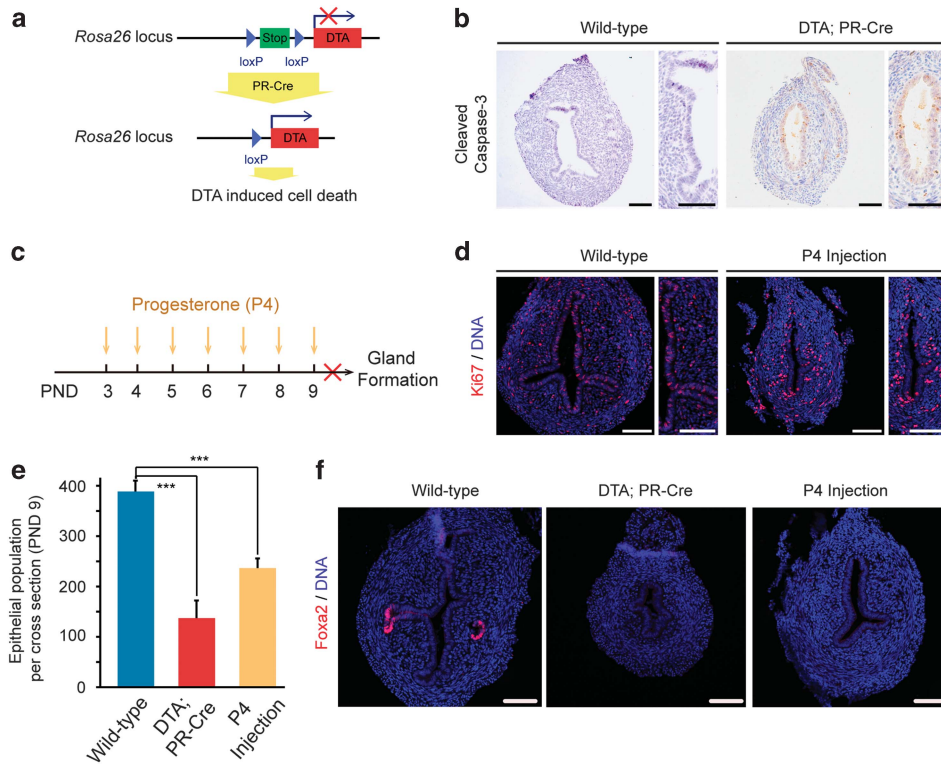 a
Rosa26 locus
Stop
DTA
loxP
loxP
PR-Cre
Rosa26 locus
DTA
loxP
DTA induced cell death
b
Wild-type
DTA; PR-Cre
Cleaved
Caspase-3
c
Progesterone (P4)
PND
3 4 5 6 7 8 9
Gland
Formation
d
Wild-type
P4 Injection
Ki67 / DNA
e
Epithelial population
per cross section (PND 9)
400
300
200
100
0
***
***
Wild-type
DTA;
PR-Cre
P4
Injection
f
Wild-type
DTA; PR-Cre
P4 Injection
Foxa2 / DNA